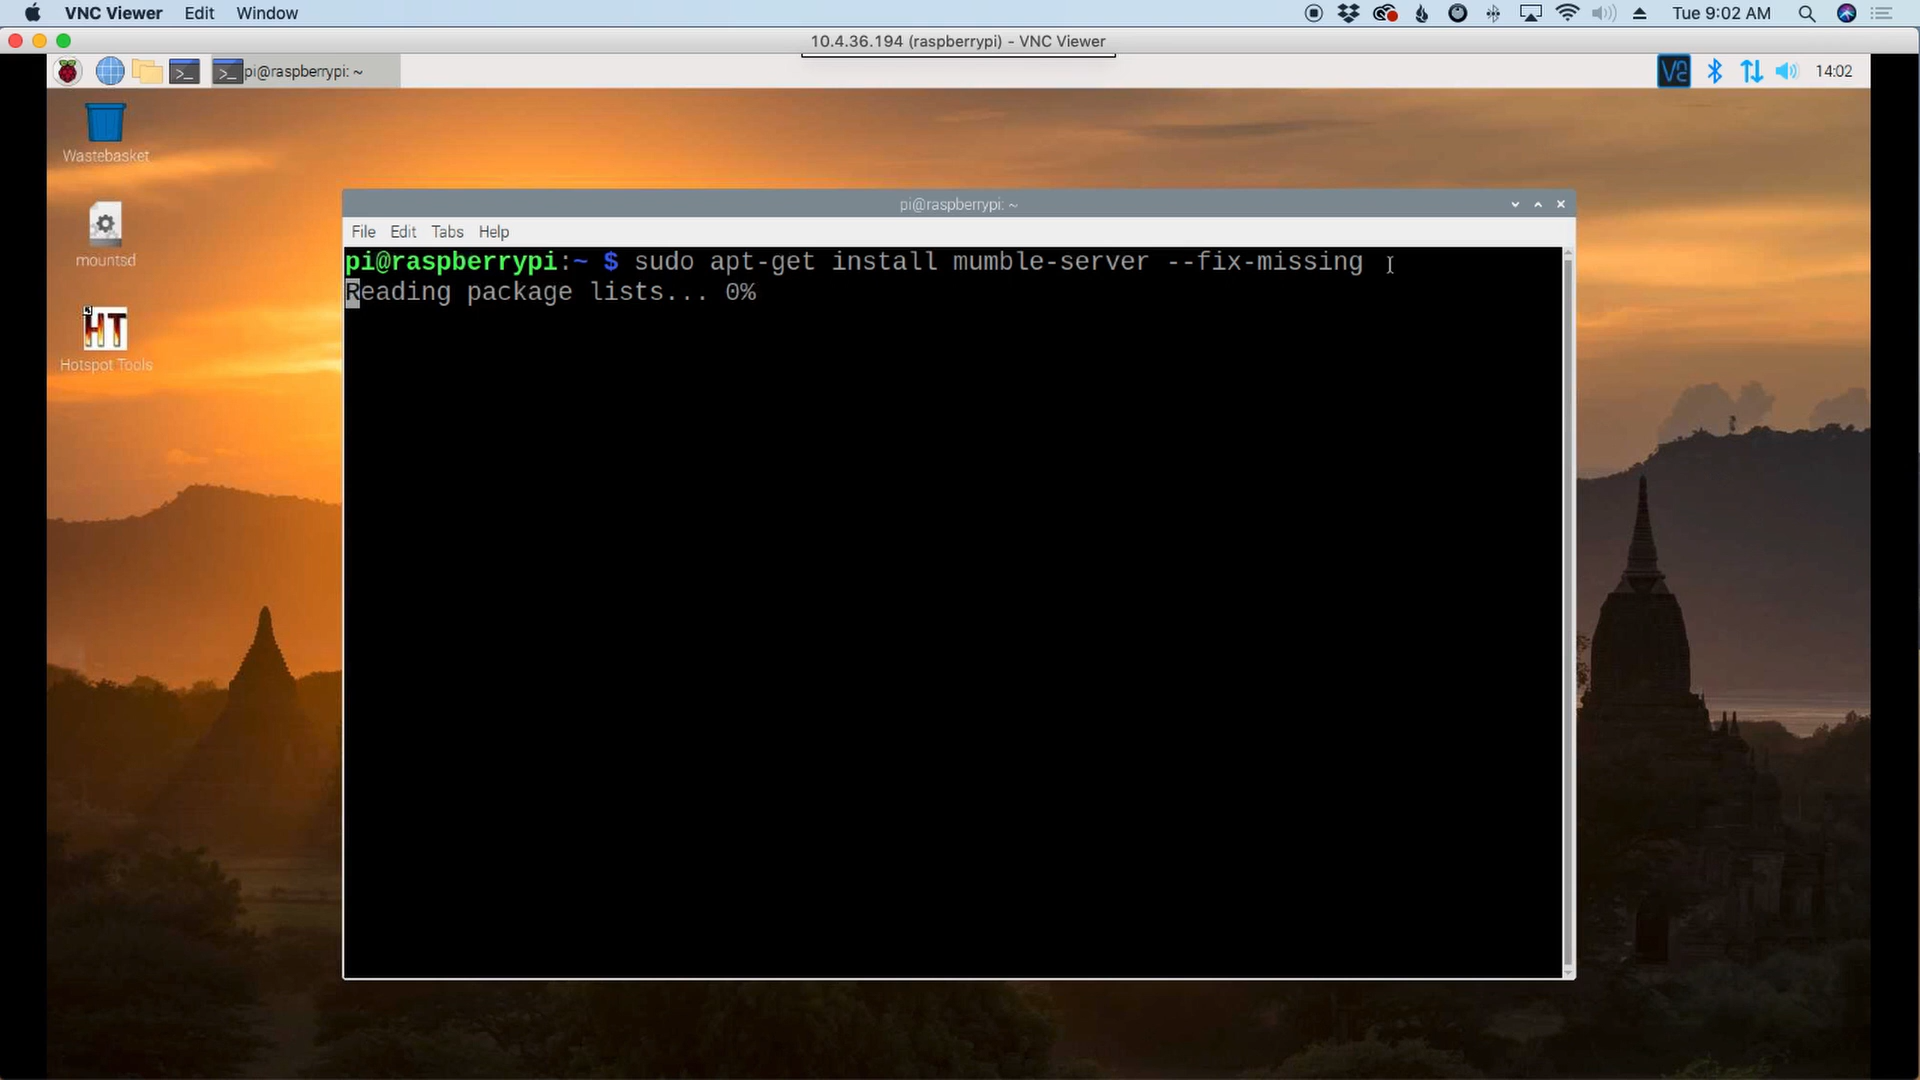 VNC Viewer Edit Window Tue 9:02 AM
10.4.36.194 (raspberrypi) - VNC Viewer
pi@raspberrypi: ~ V2 14:02
Wastebasket
mountsd
HT
Hotspot Tools
pi@raspberrypi: ~
File Edit Tabs Help
pi@raspberrypi:~ $ sudo apt-get install mumble-server --fix-missing
Reading package lists... 0%